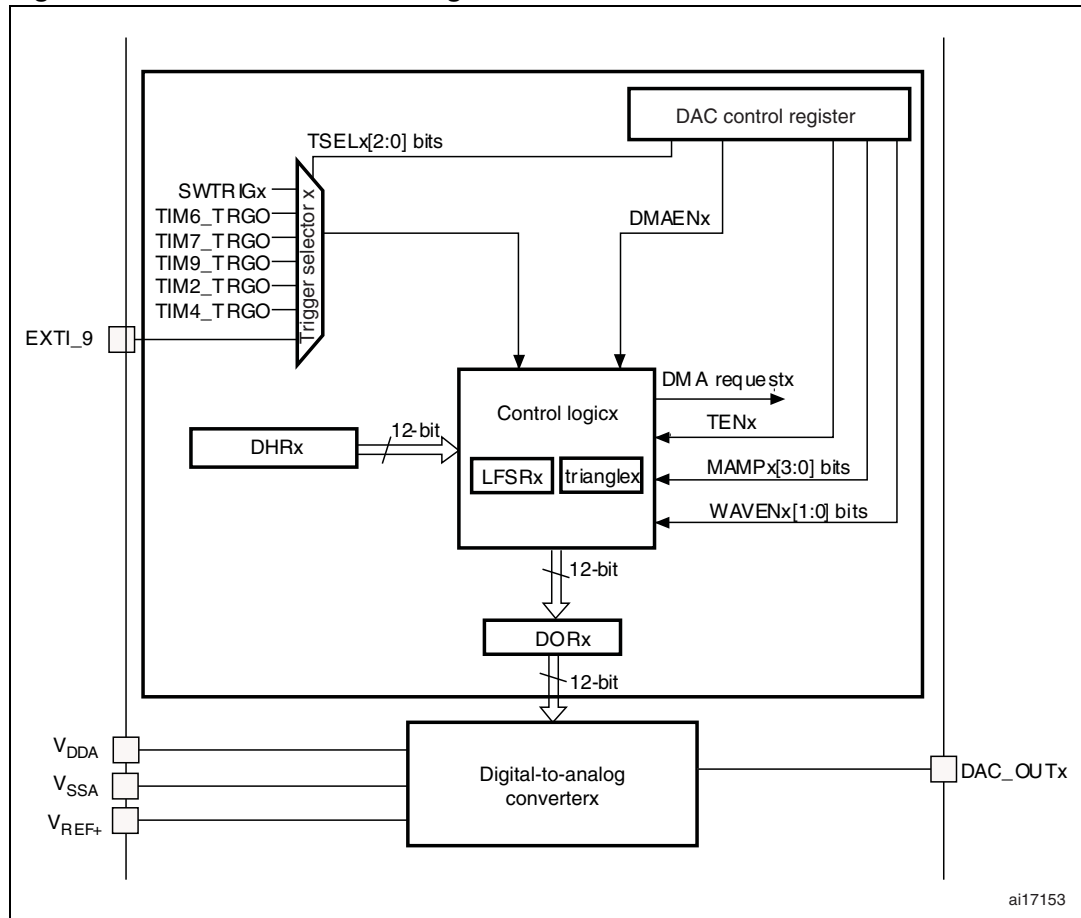 DAC control register
TSELx[2:0] bits
SWTRIGx
TIM6_TRGO
TIM7_TRGO
TIM9_TRGO
TIM2_TRGO
TIM4_TRGO
EXTI_9
Trigger selector x
DMAENx
DMA requestx
Control logicx
TENx
12-bit
DHRx
MAMPx[3:0] bits
LFSRx
trianglex
WAVENx[1:0] bits
12-bit
DORx
12-bit
VDDA
VSSA
VREF+
Digital-to-analog
converterx
DAC_OUTx
ai17153